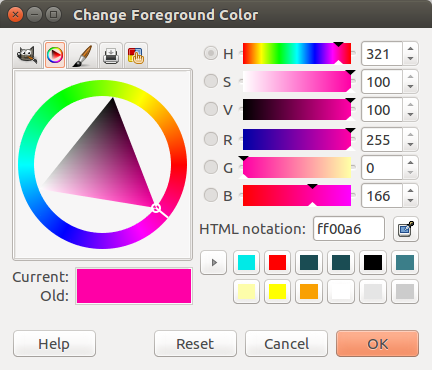 Change Foreground Color
H 321
S 100
V 100
R 255
G 0
B 166
HTML notation: ff00a6
Current:
Old:
Help Reset Cancel OK